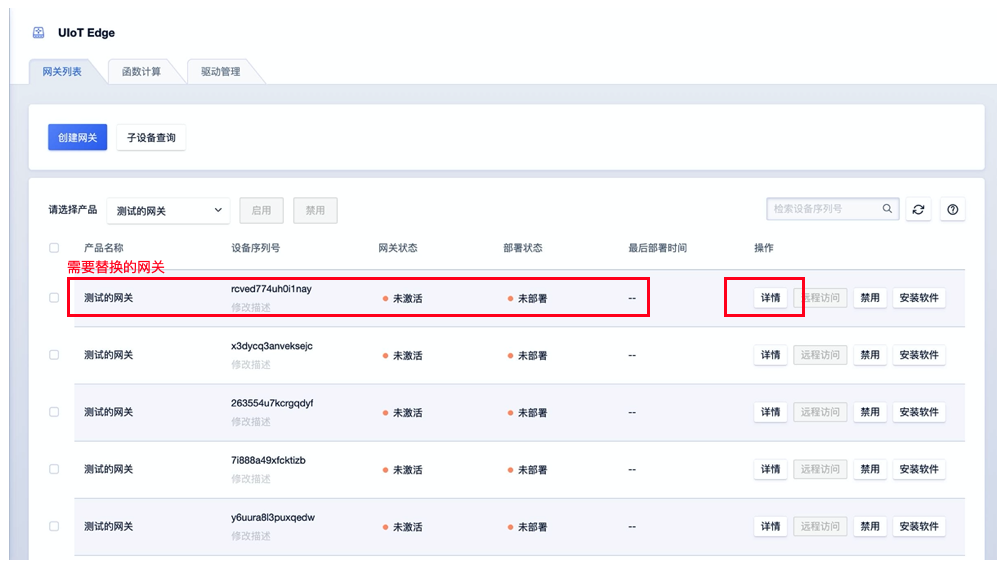 UIoT Edge
网关列表 函数计算 驱动管理
创建网关 子设备查询
请选择产品 测试的网关 启用 禁用 检索设备序列号
产品名称 设备序列号 网关状态 部署状态 最后部署时间 操作
需要替换的网关
测试的网关 rcved774uh0i1nay 未激活 未部署 -- 详情 远程访问 禁用 安装软件
修改描述
测试的网关 x3dycq3anveksejc 未激活 未部署 -- 详情 远程访问 禁用 安装软件
修改描述
测试的网关 263554u7kcrgqdyf 未激活 未部署 -- 详情 远程访问 禁用 安装软件
修改描述
测试的网关 7i888a49xfcktizb 未激活 未部署 -- 详情 远程访问 禁用 安装软件
修改描述
测试的网关 y6uura8l3puxqedw 未激活 未部署 -- 详情 远程访问 禁用 安装软件
修改描述